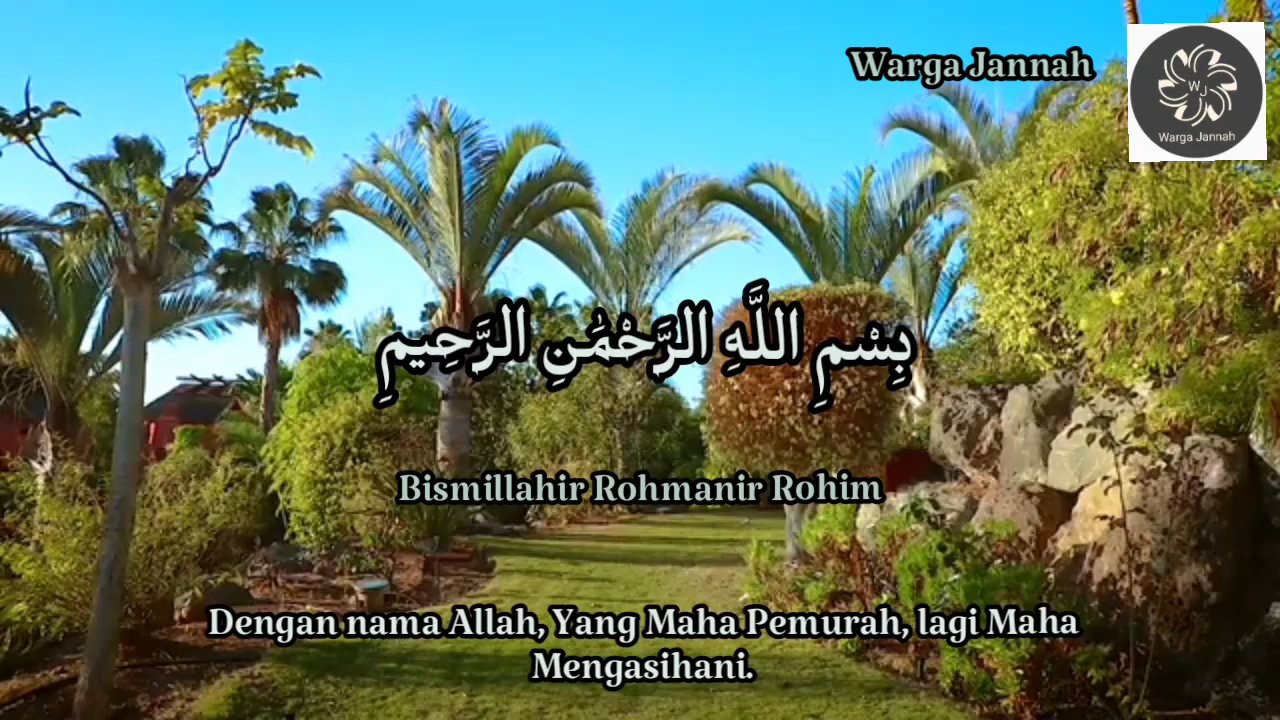 Warga Jannah
WJ
Warga Jannah
بِسْمِ اللَّهِ الرَّحْمَٰنِ الرَّحِيمِ
Bismillahir Rohmanir Rohim
Dengan nama Allah, Yang Maha Pemurah, lagi Maha
Mengasihani.